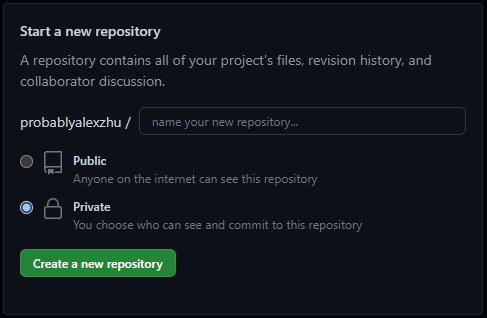 Start a new repository
A repository contains all of your project's files, revision history, and
collaborator discussion.
probablyalexzhu / name your new repository...
Public
Anyone on the internet can see this repository
Private
You choose who can see and commit to this repository
Create a new repository